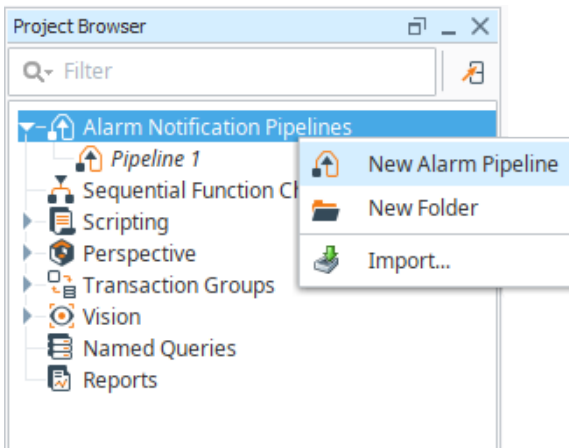 Project Browser
Filter
Alarm Notification Pipelines
Pipeline 1
New Alarm Pipeline
Sequential Function
New Folder
Scripting
Perspective
Import...
Transaction Groups
Vision
Named Queries
Reports